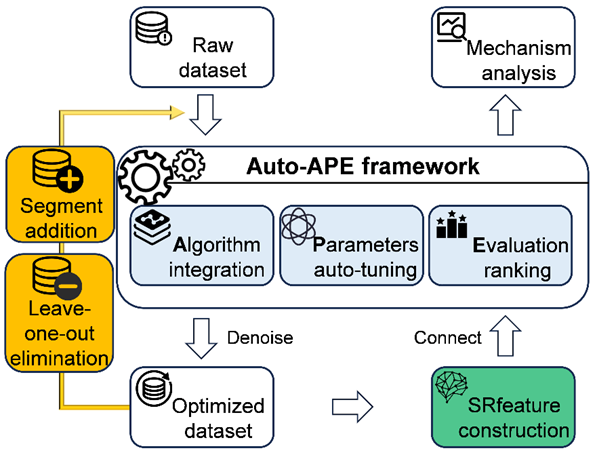 Raw
dataset
Mechanism
analysis
Segment
addition
Leave-
one-out
elimination
Auto-APE framework
Algorithm
integration
Parameters
auto-tuning
Evaluation
ranking
Denoise
Connect
Optimized
dataset
SRfeature
construction